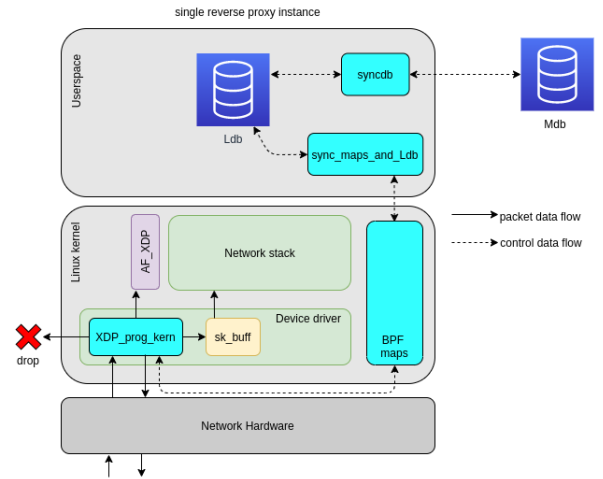 single reverse proxy instance
Userspace
syncdb
Ldb
Mdb
sync_maps_and_Ldb
Linux kernel
AF_XDP
Network stack
packet data flow
control data flow
Device driver
XDP_prog_kern
sk_buff
BPF
maps
drop
Network Hardware